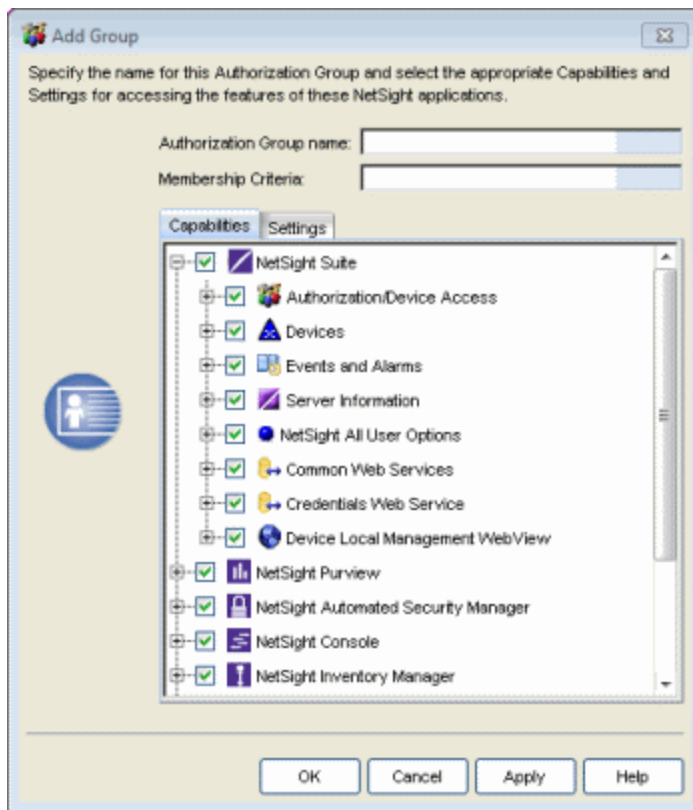 Add Group
Specify the name for this Authorization Group and select the appropriate Capabilities and
Settings for accessing the features of these NetSight applications.
Authorization Group name:
Membership Criteria:
Capabilities Settings
NetSight Suite
Authorization/Device Access
Devices
Events and Alarms
Server Information
NetSight All User Options
Common Web Services
Credentials Web Service
Device Local Management WebView
NetSight Purview
NetSight Automated Security Manager
NetSight Console
NetSight Inventory Manager
OK Cancel Apply Help